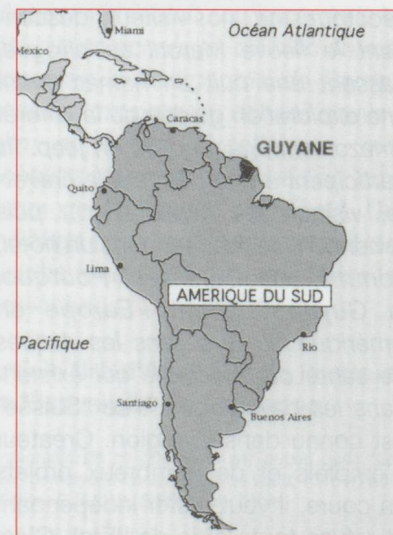 Miami
Océan Atlantique
Mexico
Caracas
GUYANE
Quito
Lima
AMERIQUE DU SUD
Pacifique
Rio
Santiago
Buenos Aires